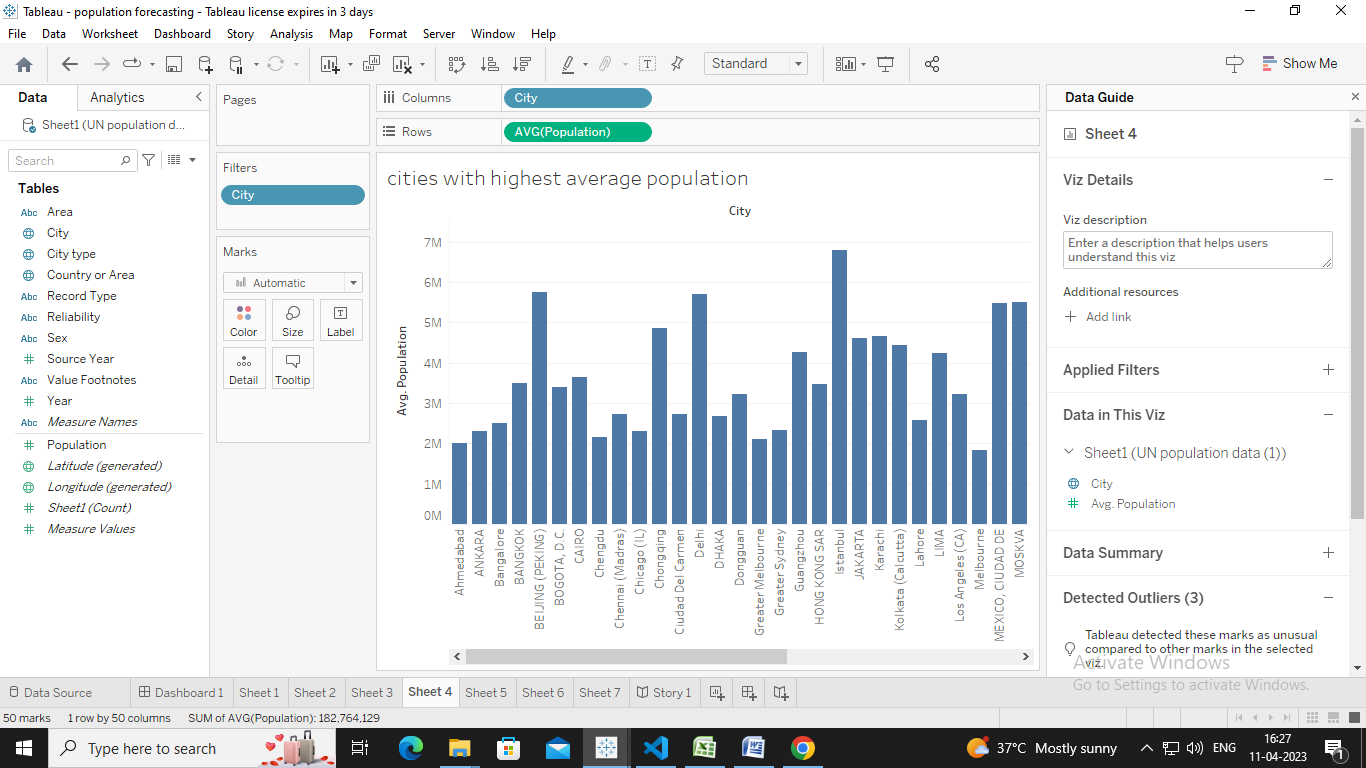 Tableau - population forecasting - Tableau license expires in 3 days
File Data Worksheet Dashboard Story Analysis Map Format Server Window Help
Standard
Show Me
Data Analytics
Sheet1 (UN population d...
Search
Tables
Abc Area
City
City type
Country or Area
Abc Record Type
Abc Reliability
Abc Sex
Source Year
Abc Value Footnotes
Year
Abc Measure Names
Population
Latitude (generated)
Longitude (generated)
Sheet1 (Count)
Measure Values
Pages
Filters
City
Marks
Automatic
Color Size Label
Detail Tooltip
Columns City
Rows AVG(Population)
cities with highest average population
City
Avg. Population
7M
6M
5M
4M
3M
2M
1M
0M
Ahmedabad
ANKARA
Bangalore
BANGKOK
BEIJING (PEKING)
BOGOTA, D.C.
CAIRO
Chengdu
Chennai (Madras)
Chicago (IL)
Chongqing
Ciudad Del Carmen
Delhi
DHAKA
Dongguan
Greater Melbourne
Greater Sydney
Guangzhou
HONG KONG SAR
Istanbul
JAKARTA
Karachi
Kolkata (Calcutta)
Lahore
LIMA
Los Angeles (CA)
Melbourne
MEXICO, CIUDAD DE
MOSKVA
Data Guide
Sheet 4
Viz Details
Viz description
Enter a description that helps users
understand this viz
Additional resources
Add link
Applied Filters
Data in This Viz
Sheet1 (UN population data (1))
City
Avg. Population
Data Summary
Detected Outliers (3)
Tableau detected these marks as unusual
compared to other marks in the selected
viz.
Activate Windows
Go to Settings to activate Windows.
Data Source Dashboard 1 Sheet 1 Sheet 2 Sheet 3 Sheet 4 Sheet 5 Sheet 6 Sheet 7 Story 1
50 marks 1 row by 50 columns SUM of AVG(Population): 182,764,129
Type here to search
37°C Mostly sunny
ENG
16:27
11-04-2023
1